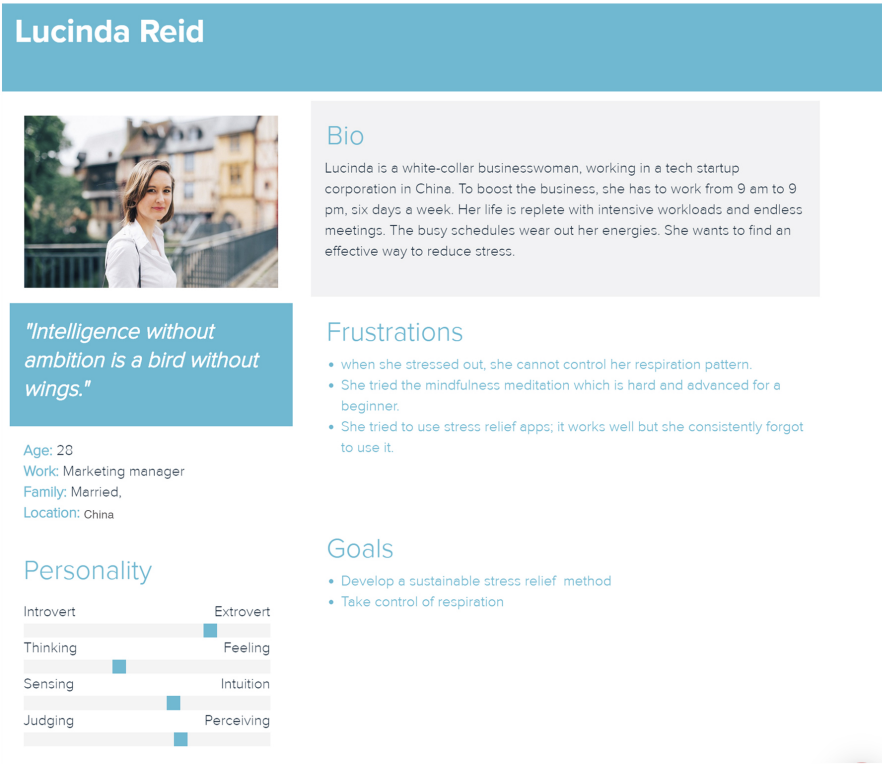 Lucinda Reid
Bio
Lucinda is a white-collar businesswoman, working in a tech startup
corporation in China. To boost the business, she has to work from 9 am to 9
pm, six days a week. Her life is replete with intensive workloads and endless
meetings. The busy schedules wear out her energies. She wants to find an
effective way to reduce stress.
"Intelligence without
ambition is a bird without
wings."
Age: 28
Work: Marketing manager
Family: Married,
Location: China
Personality
Introvert Extrovert
Thinking Feeling
Sensing Intuition
Judging Perceiving
Frustrations
• when she stressed out, she cannot control her respiration pattern.
• She tried the mindfulness meditation which is hard and advanced for a
beginner.
• She tried to use stress relief apps; it works well but she consistently forgot
to use it.
Goals
• Develop a sustainable stress relief method
• Take control of respiration